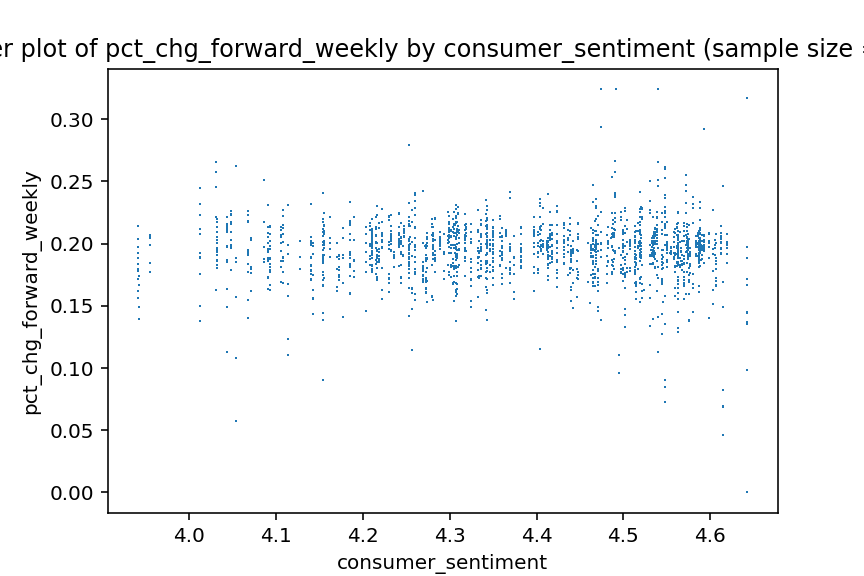 plot of pct_chg_forward_weekly by consumer_sentiment (sample size
0.30
0.25
0.20
0.15
0.10
0.05
0.00
pct_chg_forward_weekly
4.0 4.1 4.2 4.3 4.4 4.5 4.6
consumer_sentiment